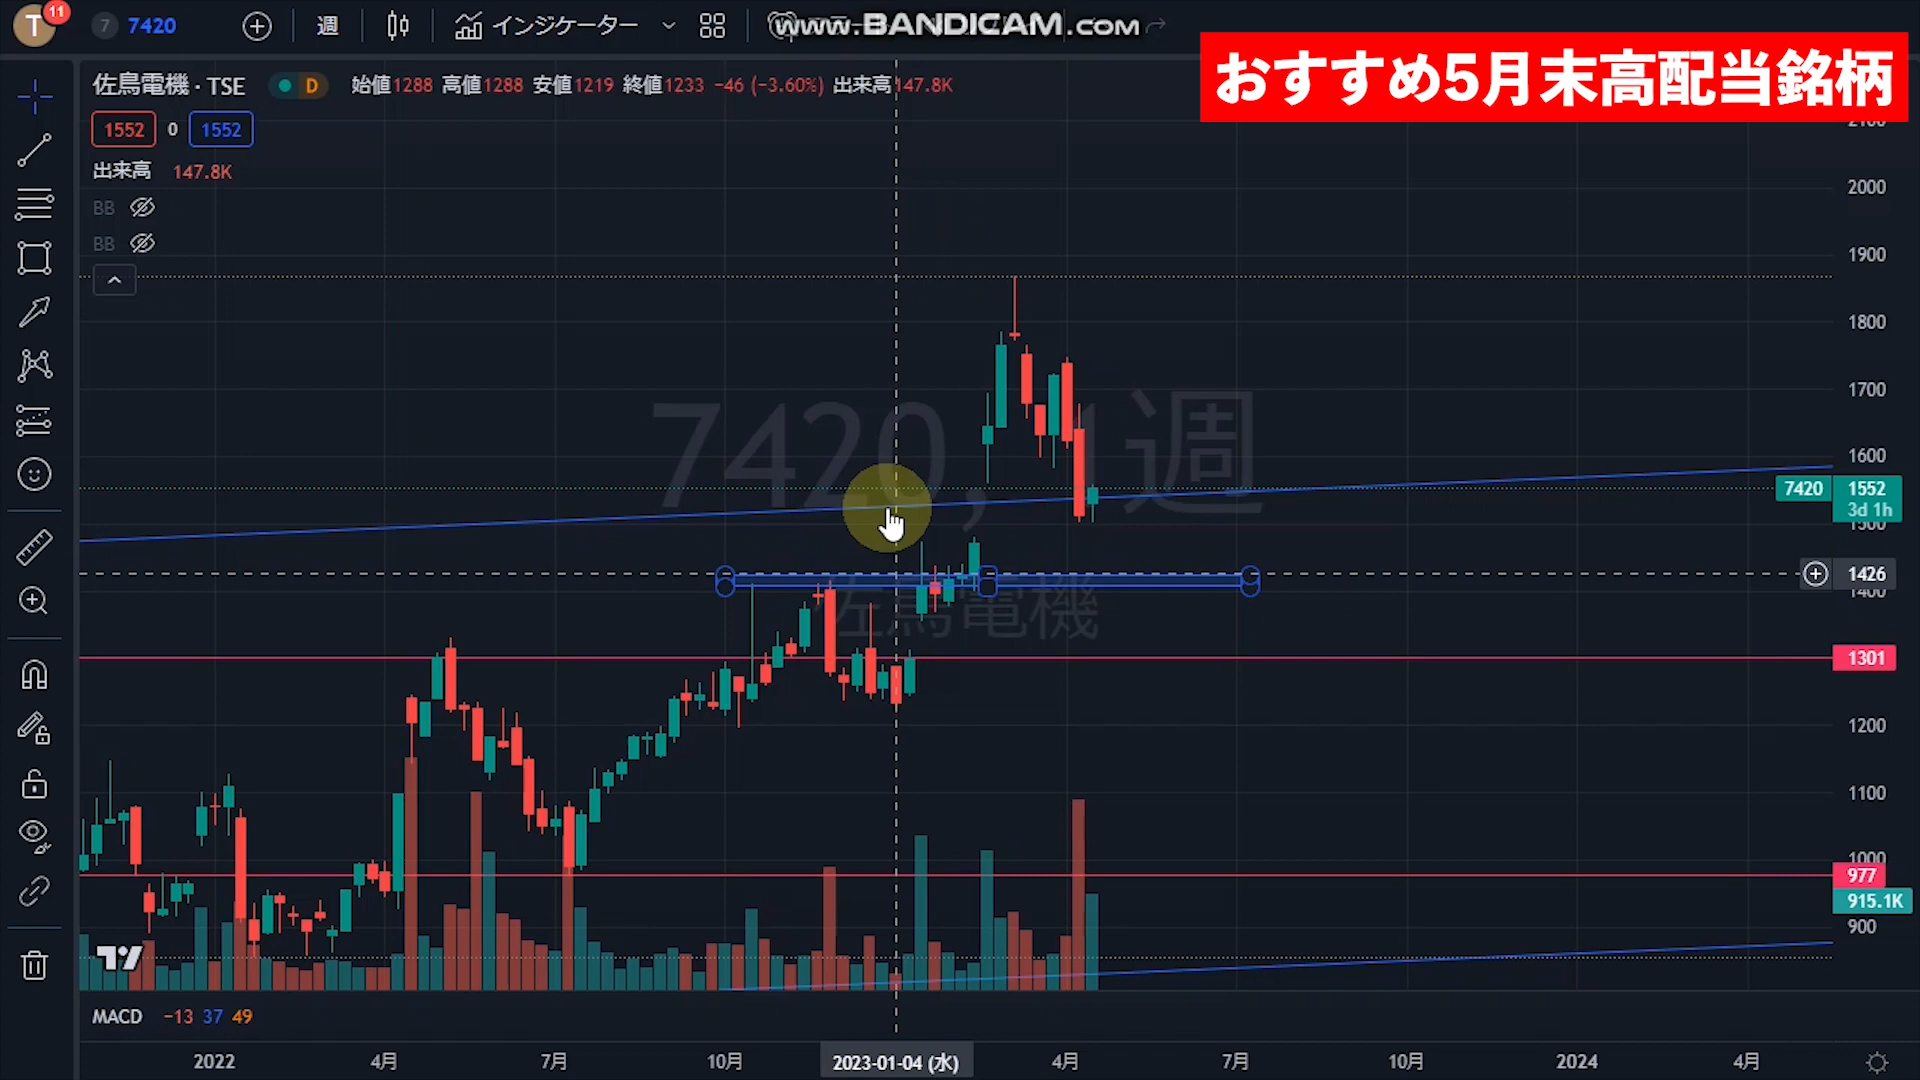 T 11 7 7420 週 インジケーター www.BANDICAM.com
おすすめ5月末高配当銘柄
佐鳥電機 · TSE D 始値1288 高値1288 安値1219 終値1233 −46 (−3.60%) 出来高147.8K
1552 0 1552
出来高 147.8K
BB
BB
7420, 1週
佐鳥電機
2100
2000
1900
1800
1700
1600
7420 1552
3d 1h
1500
1426
1400
1301
1200
1100
1000
977
915.1K
900
MACD −13 37 49
2022 4月 7月 10月 2023-01-04 (水) 4月 7月 10月 2024 4月